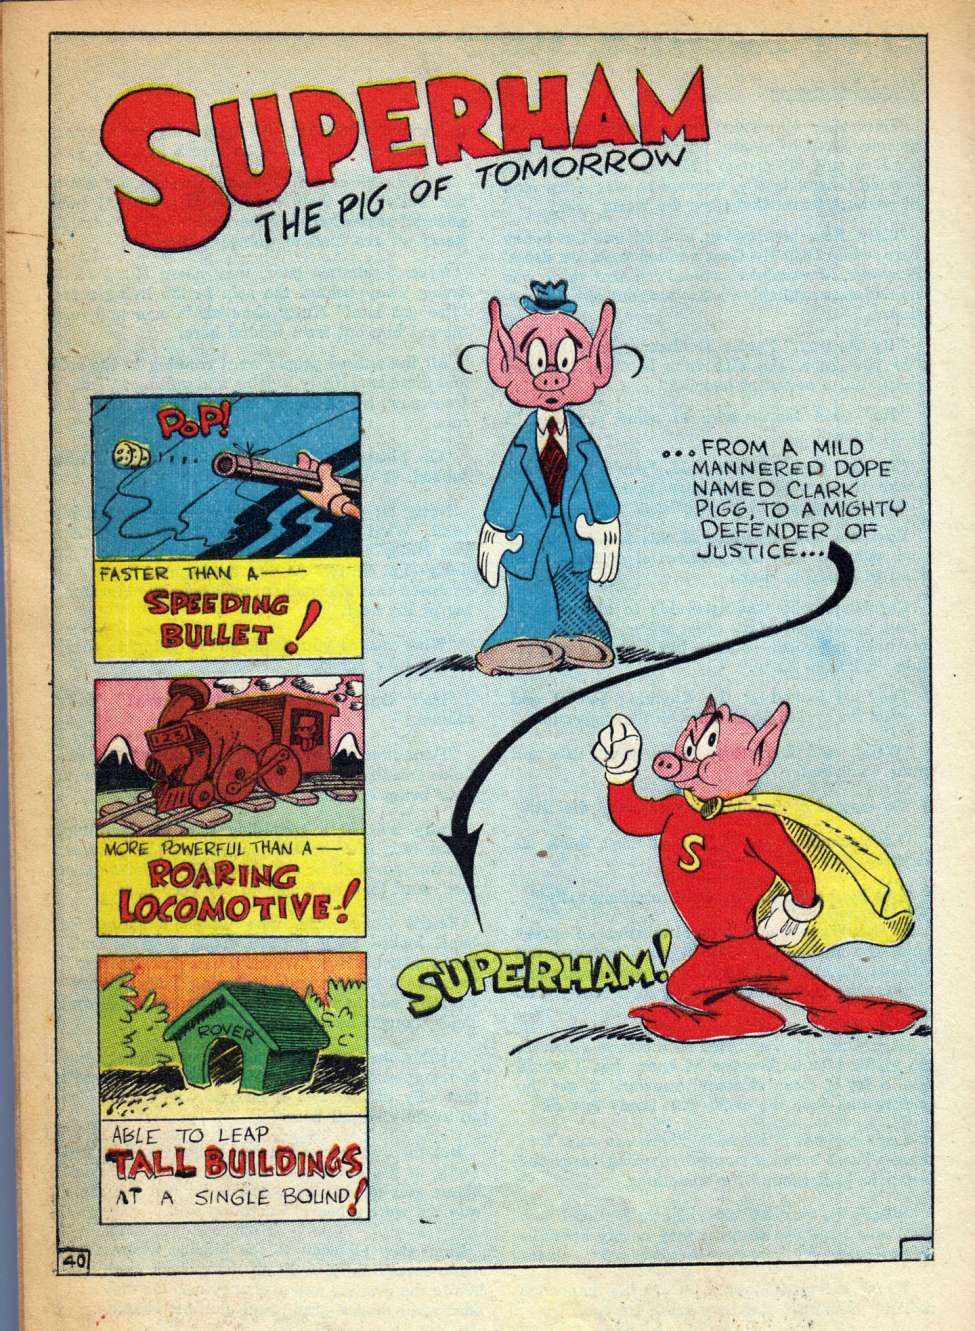 SUPERHAM
THE PIG OF TOMORROW
POP!
FASTER THAN A —
SPEEDING
BULLET!
...FROM A MILD
MANNERED DOPE
NAMED CLARK
PIGG, TO A MIGHTY
DEFENDER OF
JUSTICE...
123
MORE POWERFUL THAN A —
ROARING
LOCOMOTIVE!
S
SUPERHAM!
ROVER
ABLE TO LEAP
TALL BUILDINGS
AT A SINGLE BOUND!
40